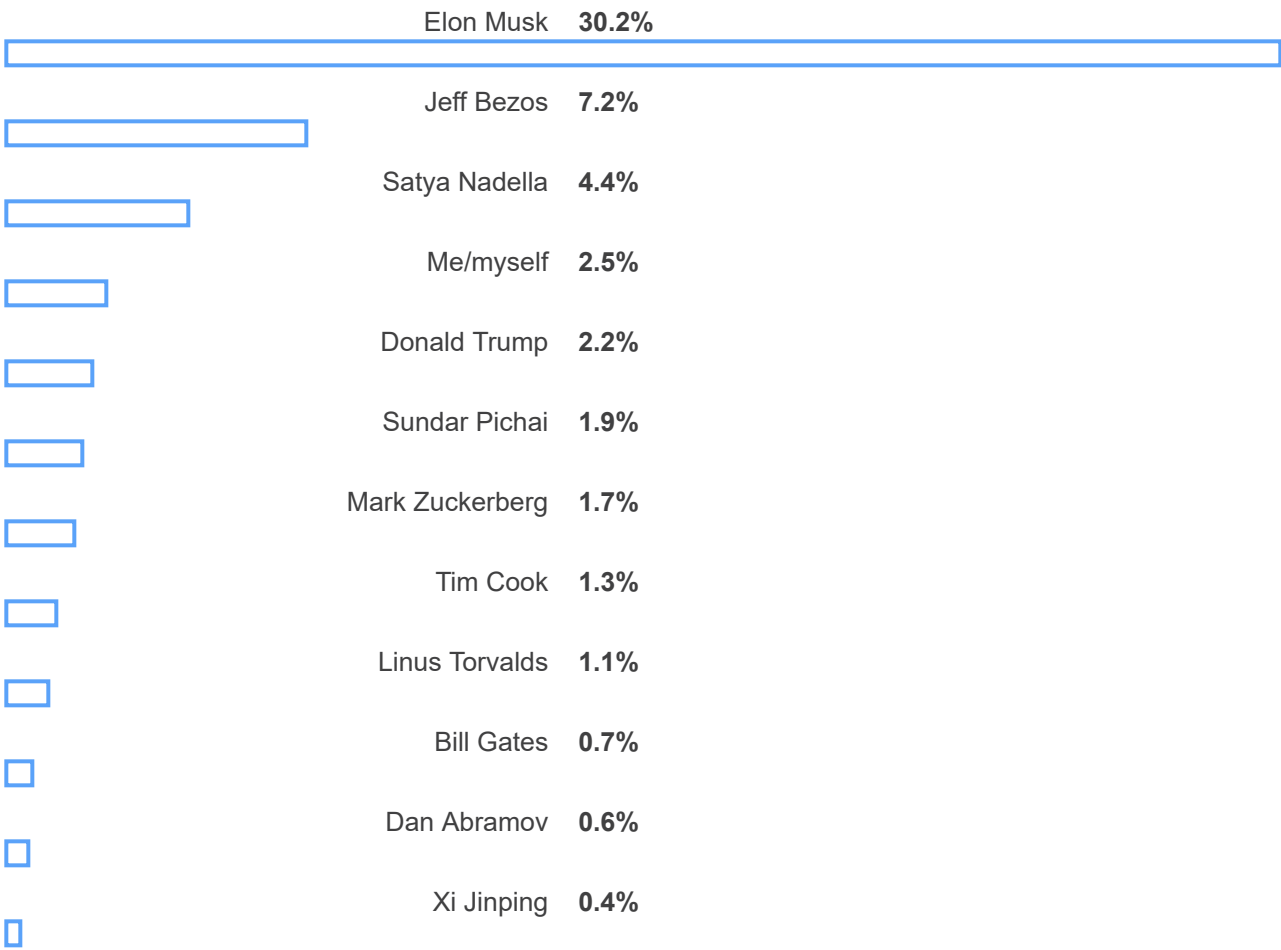 Elon Musk 30.2%
Jeff Bezos 7.2%
Satya Nadella 4.4%
Me/myself 2.5%
Donald Trump 2.2%
Sundar Pichai 1.9%
Mark Zuckerberg 1.7%
Tim Cook 1.3%
Linus Torvalds 1.1%
Bill Gates 0.7%
Dan Abramov 0.6%
Xi Jinping 0.4%